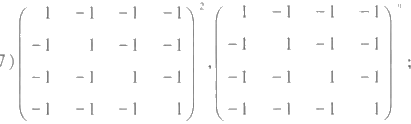 7) ( 1 -1 -1 -1 )² , ( 1 -1 -1 -1 )ⁿ
-1 1 -1 -1 -1 1 -1 -1
-1 -1 1 -1 -1 -1 1 -1 ;
-1 -1 -1 1 -1 -1 -1 1